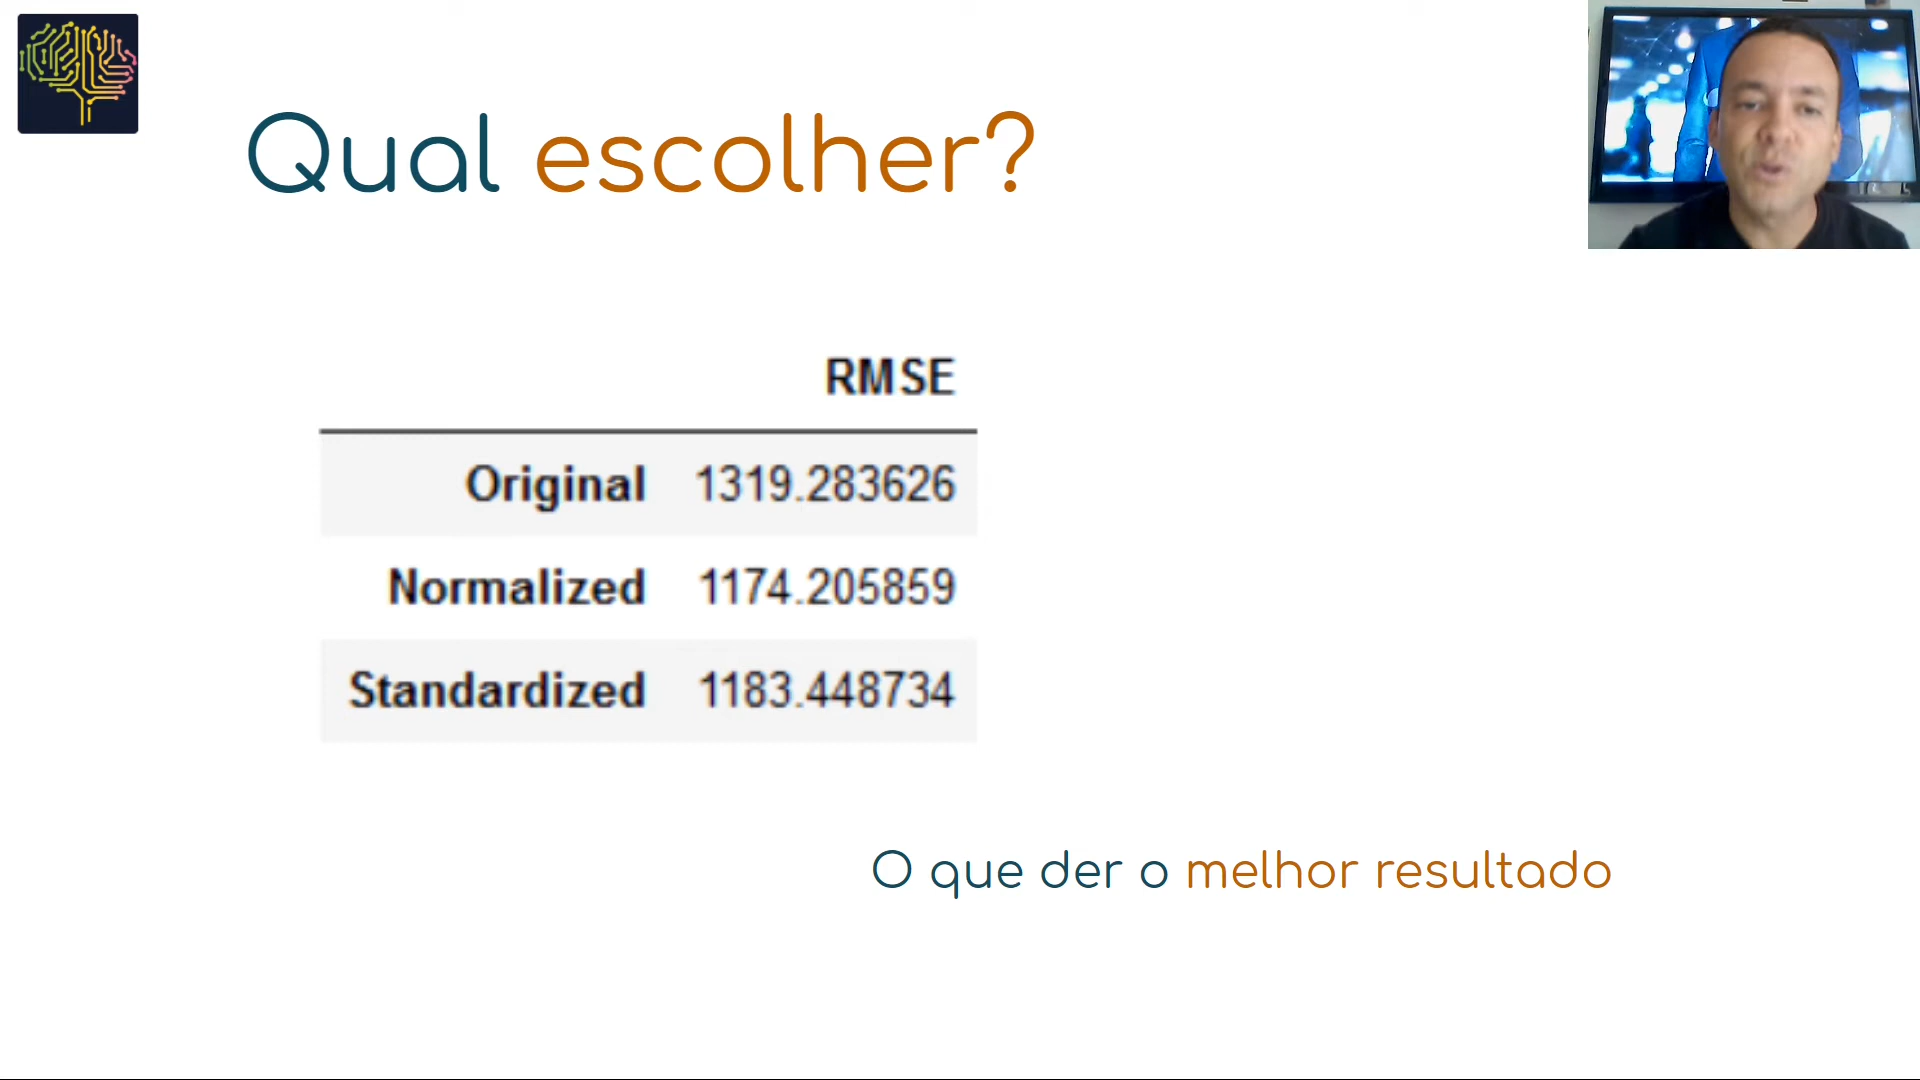 Qual escolher?
RMSE
Original 1319.283626
Normalized 1174.205859
Standardized 1183.448734
O que der o melhor resultado